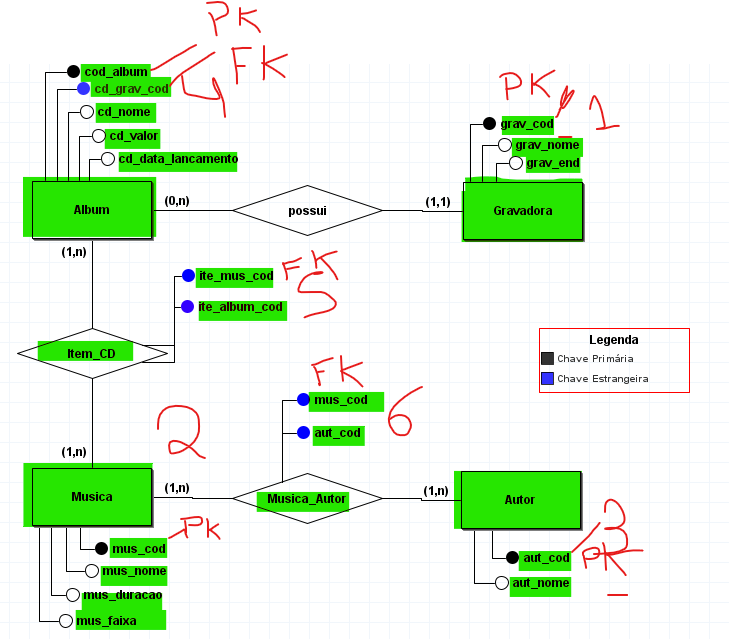 PK
cod_album
FK
cd_grav_cod
4
cd_nome
cd_valor
cd_data_lancamento
PK
grav_cod
1
grav_nome
grav_end
Album
(0,n)
possui
(1,1)
Gravadora
(1,n)
ite_mus_cod
FK
ite_album_cod
5
Item_CD
Legenda
Chave Primária
Chave Estrangeira
FK
mus_cod
6
aut_cod
2
(1,n)
Musica
(1,n)
Musica_Autor
(1,n)
Autor
mus_cod
PK
mus_nome
mus_duracao
mus_faixa
3
aut_cod
PK
aut_nome